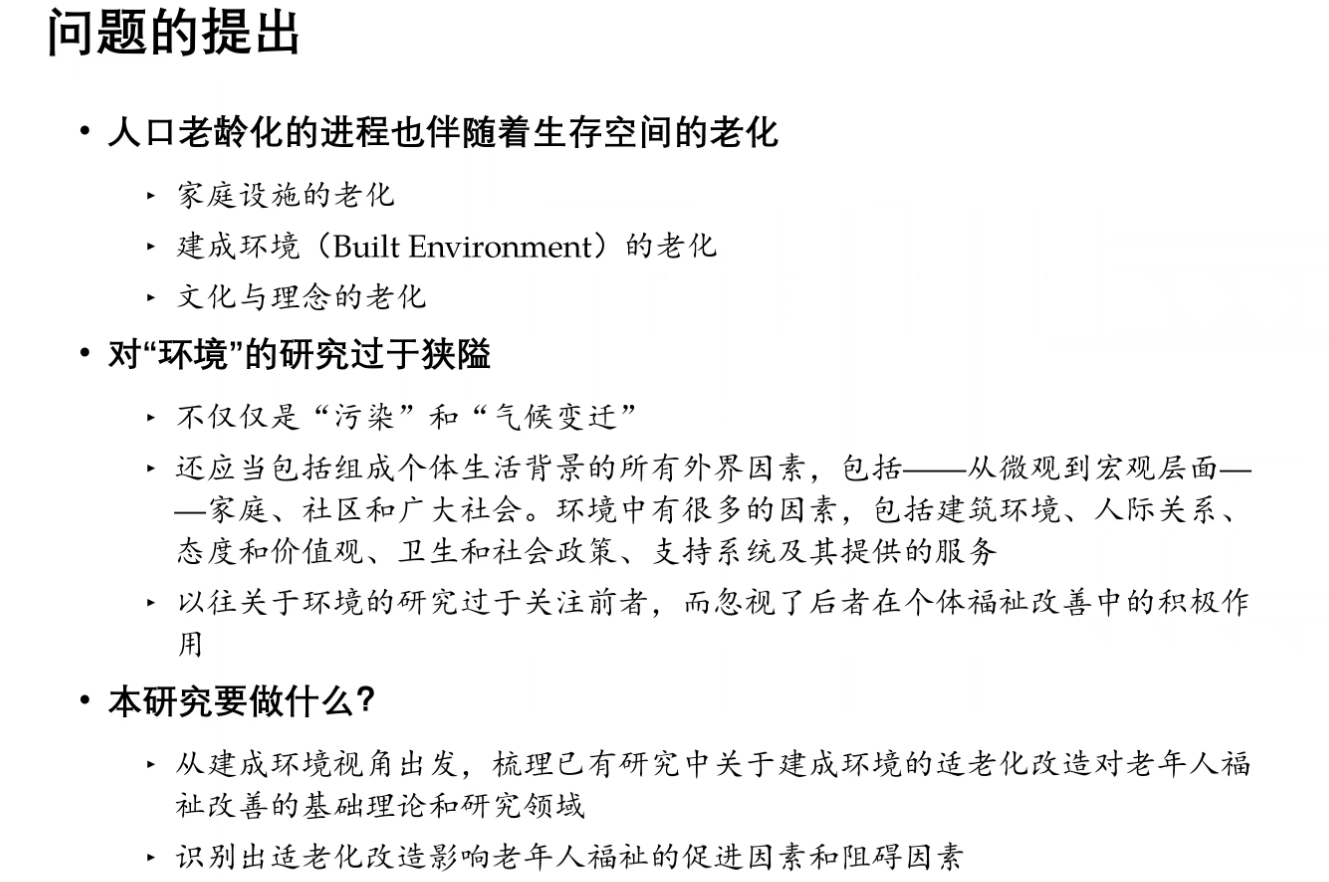 问题的提出
• 人口老龄化的进程也伴随着生存空间的老化
▸ 家庭设施的老化
▸ 建成环境（Built Environment）的老化
▸ 文化与理念的老化
• 对“环境”的研究过于狭隘
▸ 不仅仅是“污染”和“气候变迁”
▸ 还应当包括组成个体生活背景的所有外界因素，包括——从微观到宏观层面—
—家庭、社区和广大社会。环境中有很多的因素，包括建筑环境、人际关系、
态度和价值观、卫生和社会政策、支持系统及其提供的服务
▸ 以往关于环境的研究过于关注前者，而忽视了后者在个体福祉改善中的积极作
用
• 本研究要做什么？
▸ 从建成环境视角出发，梳理已有研究中关于建成环境的适老化改造对老年人福
祉改善的基础理论和研究领域
▸ 识别出适老化改造影响老年人福祉的促进因素和阻碍因素